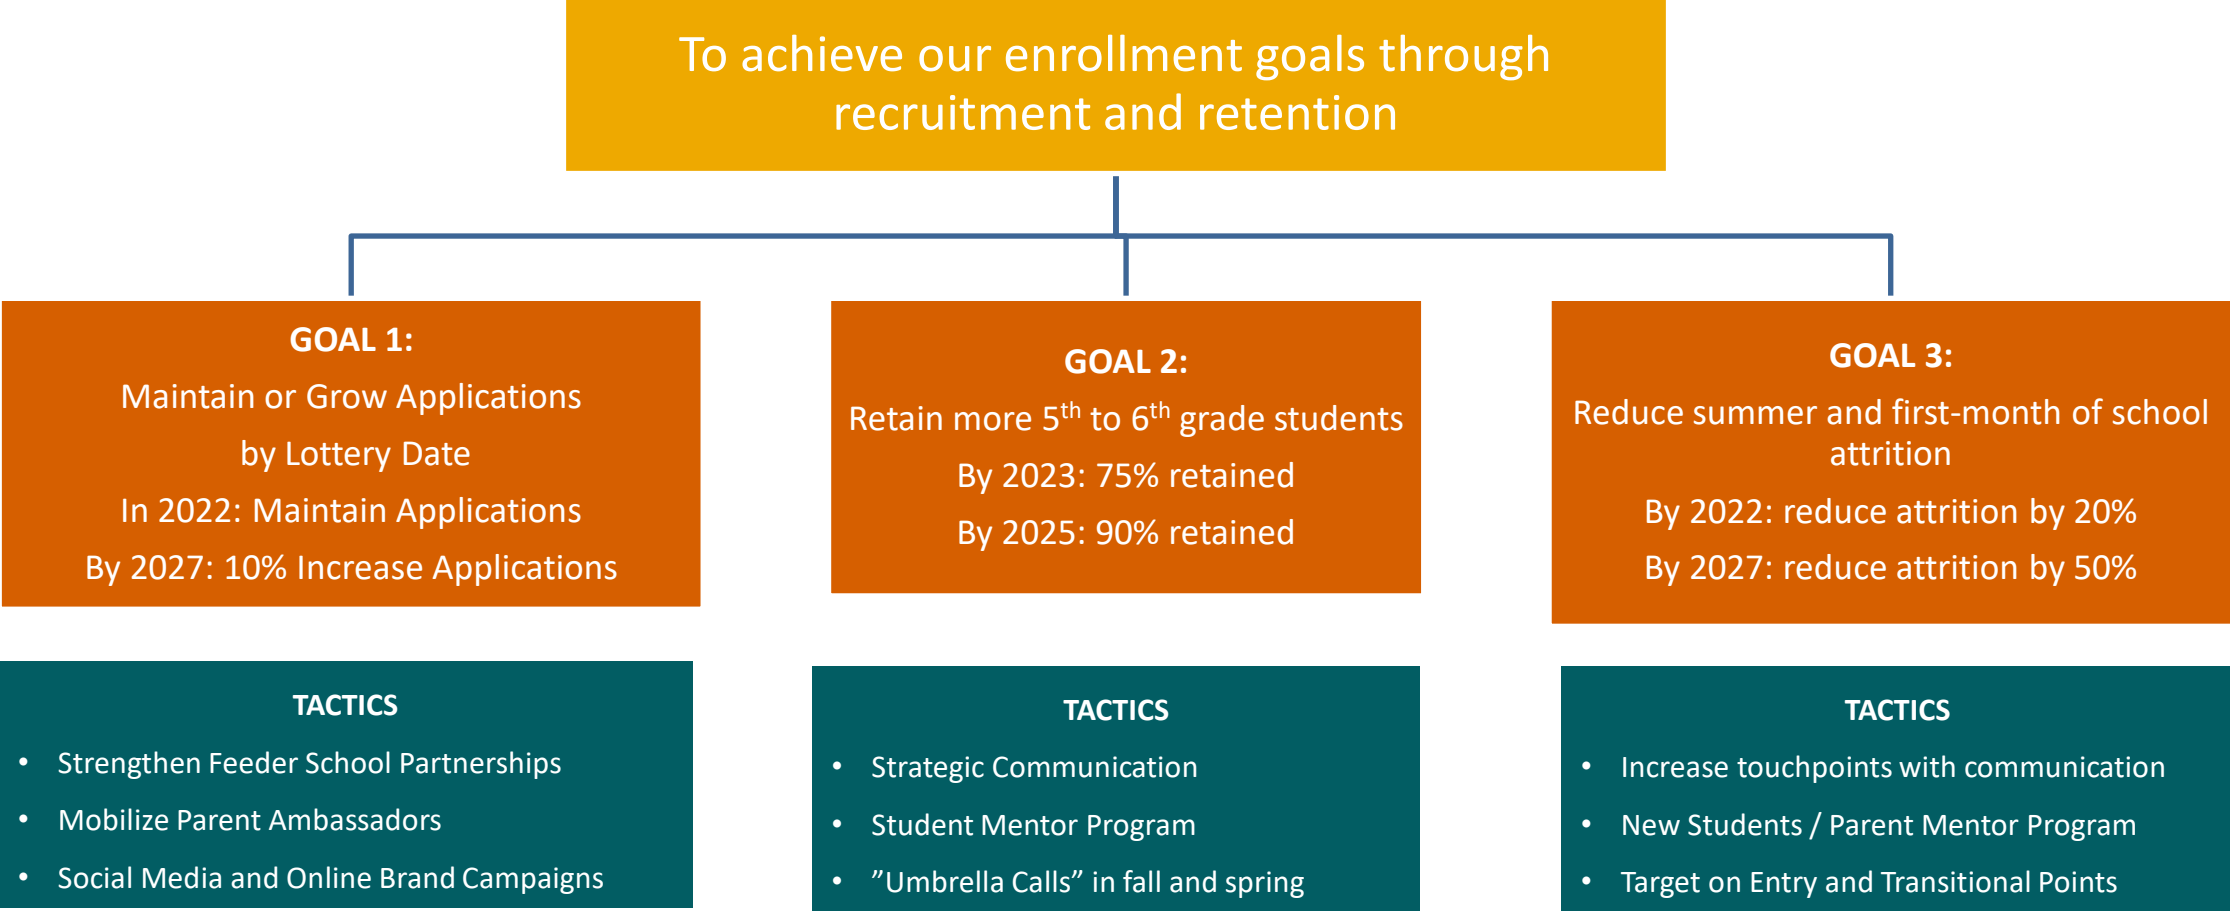 To achieve our enrollment goals through
recruitment and retention
GOAL 1:
Maintain or Grow Applications
by Lottery Date
In 2022: Maintain Applications
By 2027: 10% Increase Applications
GOAL 2:
Retain more 5th to 6th grade students
By 2023: 75% retained
By 2025: 90% retained
GOAL 3:
Reduce summer and first-month of school
attrition
By 2022: reduce attrition by 20%
By 2027: reduce attrition by 50%
TACTICS
• Strengthen Feeder School Partnerships
• Mobilize Parent Ambassadors
• Social Media and Online Brand Campaigns
TACTICS
• Strategic Communication
• Student Mentor Program
• ”Umbrella Calls” in fall and spring
TACTICS
• Increase touchpoints with communication
• New Students / Parent Mentor Program
• Target on Entry and Transitional Points